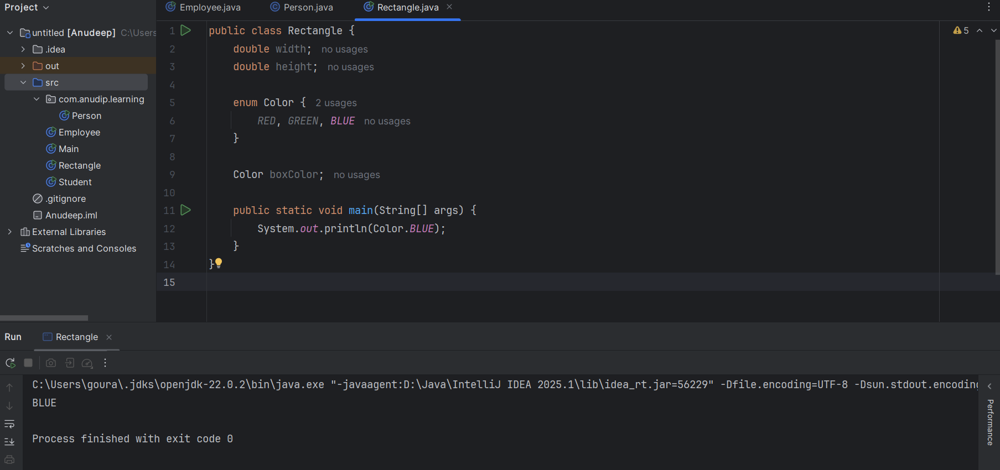 Project
untitled [Anudeep] C:\Users
.idea
out
src
com.anudip.learning
Person
Employee
Main
Rectangle
Student
.gitignore
Anudeep.iml
External Libraries
Scratches and Consoles
Employee.java Person.java Rectangle.java
5
1 public class Rectangle {
2 double width; no usages
3 double height; no usages
4
5 enum Color { 2 usages
6 RED, GREEN, BLUE no usages
7 }
8
9 Color boxColor; no usages
10
11 public static void main(String[] args) {
12 System.out.println(Color.BLUE);
13 }
14 }
15
Run Rectangle
C:\Users\goura\.jdks\openjdk-22.0.2\bin\java.exe "-javaagent:D:\Java\IntelliJ IDEA 2025.1\lib\idea_rt.jar=56229" -Dfile.encoding=UTF-8 -Dsun.stdout.encoding
BLUE
Process finished with exit code 0
Performance